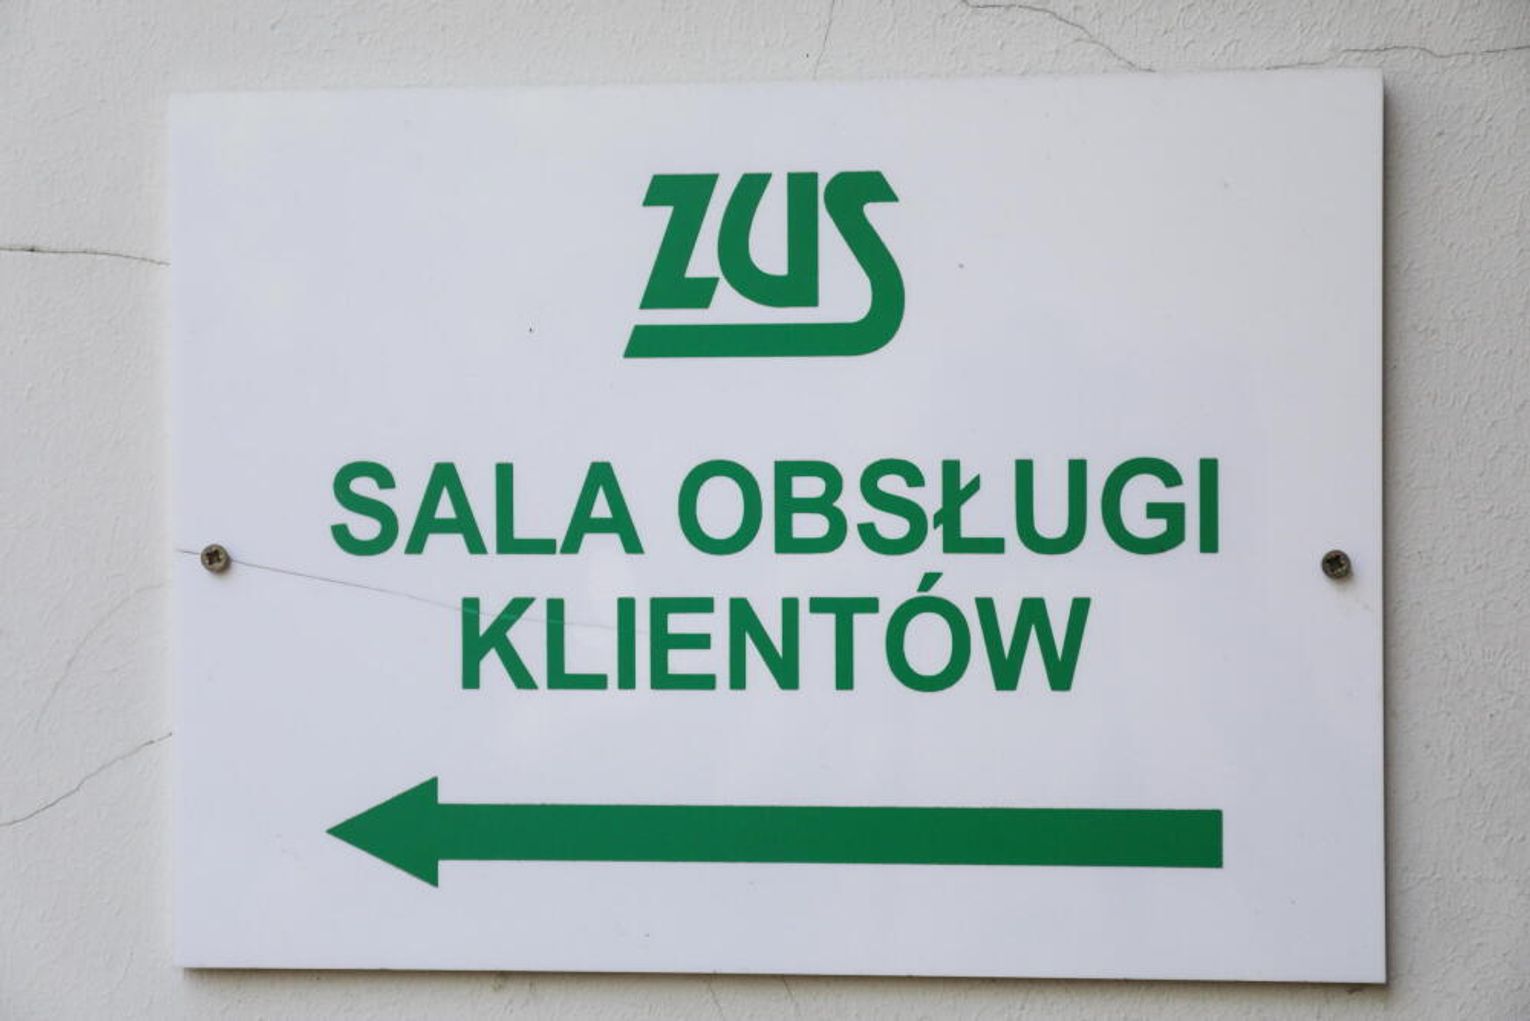 ZUS
SALA OBSŁUGI
KLIENTÓW